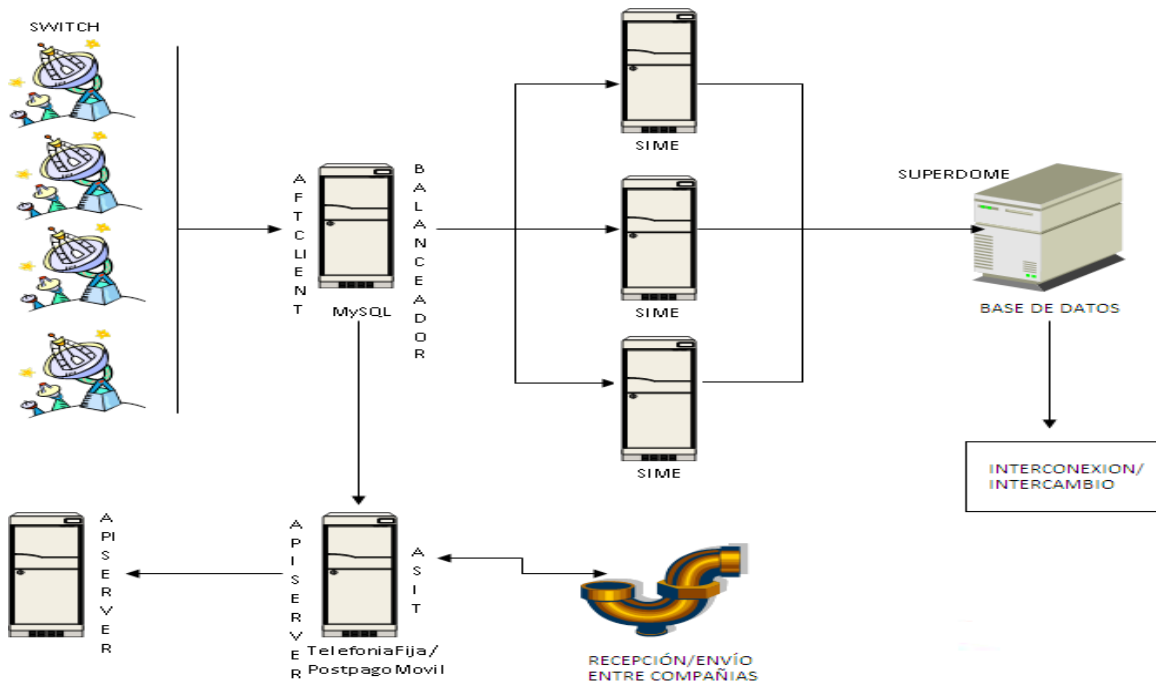 SWITCH
AFTCLIENT
MySQL
BALANCEADOR
SIME
SIME
SIME
SUPERDOME
BASE DE DATOS
INTERCONEXION/
INTERCAMBIO
APISERVER
APISERVER
ASIT
TelefoniaFija/
PostpagoMovil
RECEPCIÓN/ENVÍO
ENTRE COMPAÑIAS